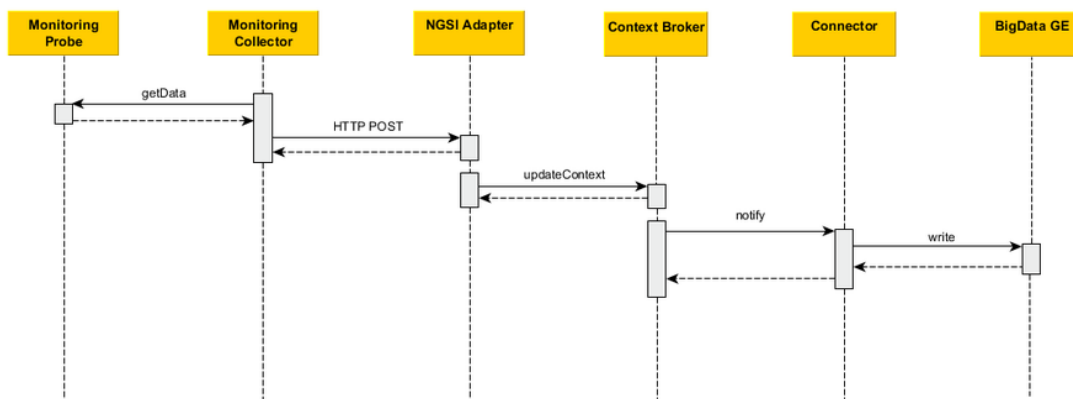 Monitoring
Probe
Monitoring
Collector
NGSI Adapter
Context Broker
Connector
BigData GE
getData
HTTP POST
updateContext
notify
write